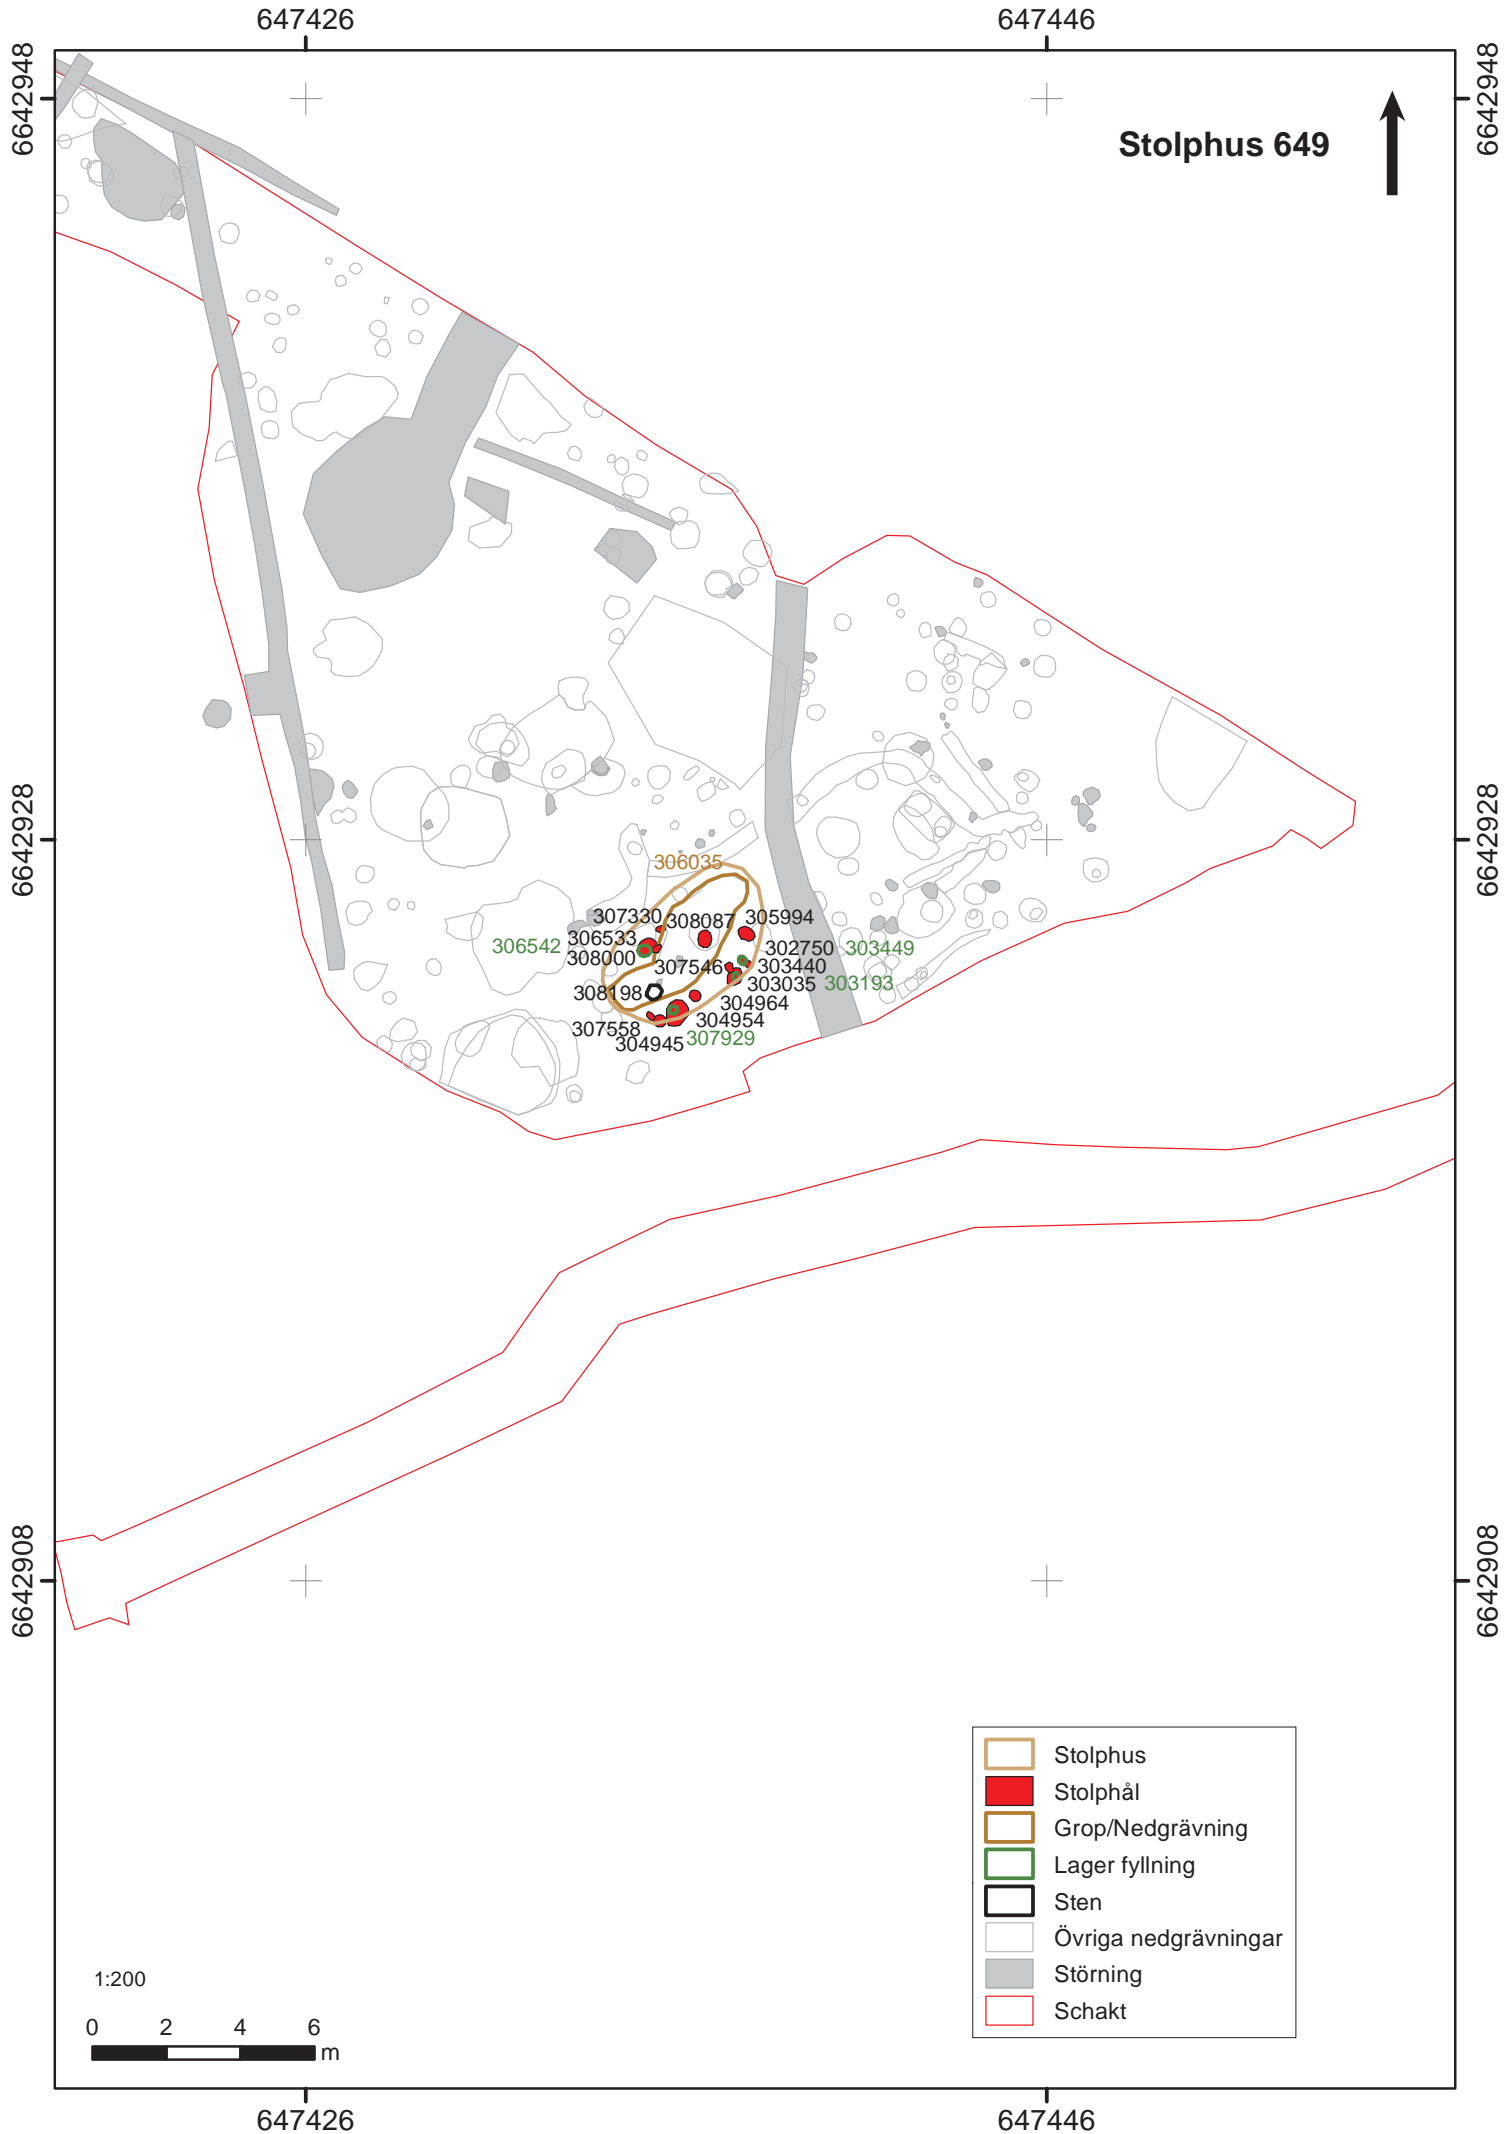 647426
647446
6642948
6642948
Stolphus 649
6642928
6642928
306035
307330
308087
305994
306542
306533
302750
303449
308000
307546
303440
303035
303193
308198
304964
307558
304954
304945
307929
6642908
6642908
Stolphus
Stolphål
Grop/Nedgrävning
Lager fyllning
Sten
Övriga nedgrävningar
Störning
Schakt
1:200
0 2 4 6
m
647426
647446